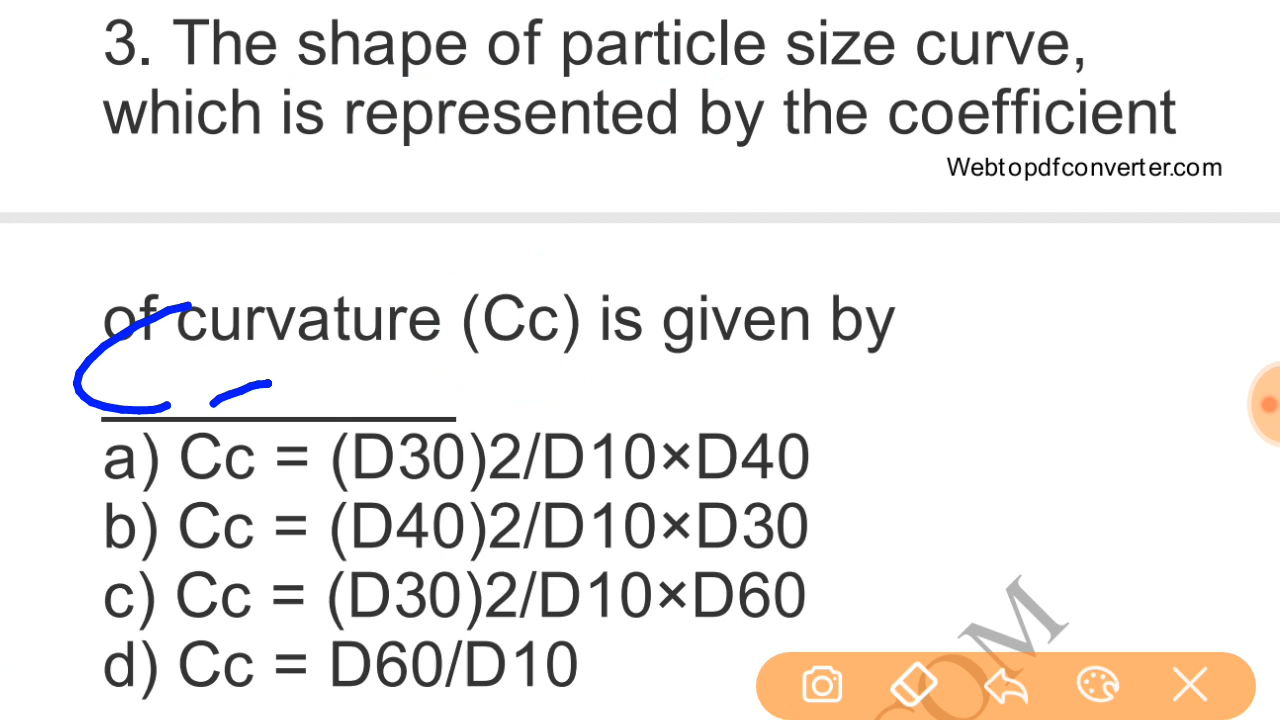 3. The shape of particle size curve,
which is represented by the coefficient
Webtopdfconverter.com
of curvature (Cc) is given by
a) Cc = (D30)2/D10×D40
b) Cc = (D40)2/D10×D30
c) Cc = (D30)2/D10×D60
d) Cc = D60/D10
OM